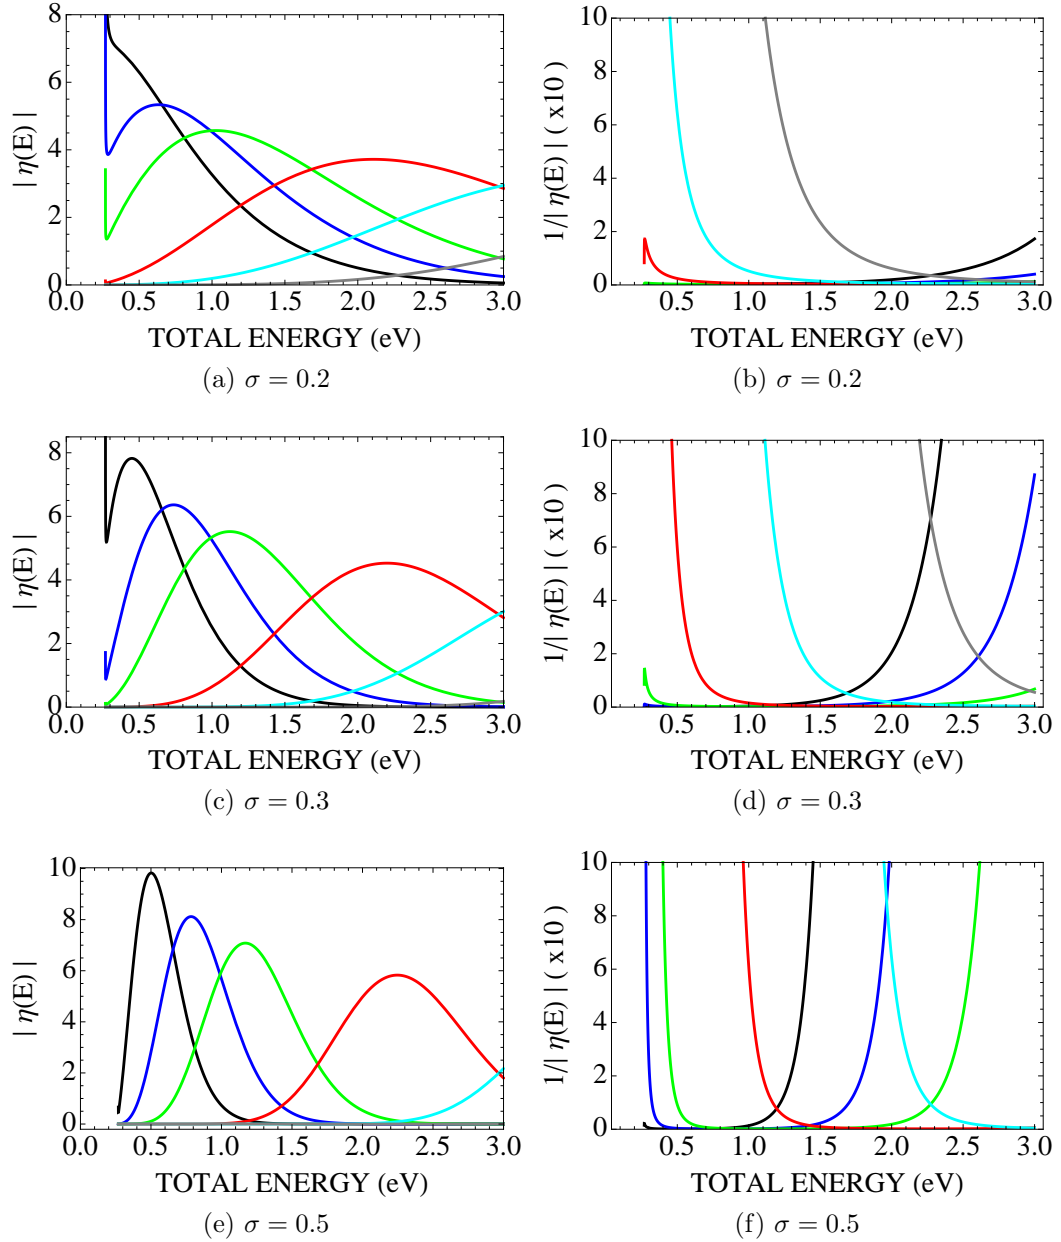 | η(E) |
8
6
4
2
0
0.0 0.5 1.0 1.5 2.0 2.5 3.0
TOTAL ENERGY (eV)
(a) σ = 0.2
1/| η(E) | ( x10 )
10
8
6
4
2
0
0.5 1.0 1.5 2.0 2.5 3.0
TOTAL ENERGY (eV)
(b) σ = 0.2
| η(E) |
8
6
4
2
0
0.0 0.5 1.0 1.5 2.0 2.5 3.0
TOTAL ENERGY (eV)
(c) σ = 0.3
1/| η(E) | ( x10 )
10
8
6
4
2
0
0.5 1.0 1.5 2.0 2.5 3.0
TOTAL ENERGY (eV)
(d) σ = 0.3
| η(E) |
10
8
6
4
2
0
0.0 0.5 1.0 1.5 2.0 2.5 3.0
TOTAL ENERGY (eV)
(e) σ = 0.5
1/| η(E) | ( x10 )
10
8
6
4
2
0
0.5 1.0 1.5 2.0 2.5 3.0
TOTAL ENERGY (eV)
(f) σ = 0.5